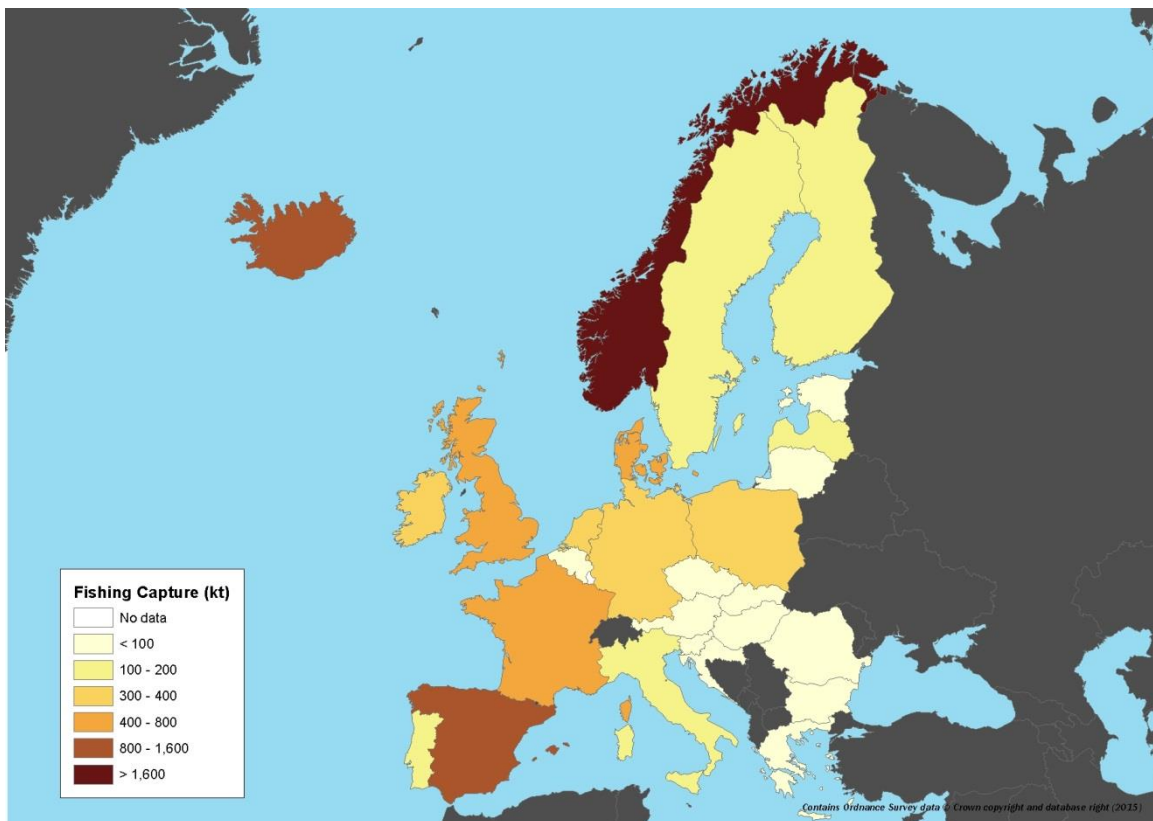 Fishing Capture (kt)
No data
< 100
100 - 200
300 - 400
400 - 800
800 - 1,600
> 1,600
Contains Ordnance Survey data © Crown copyright and database right (2015)